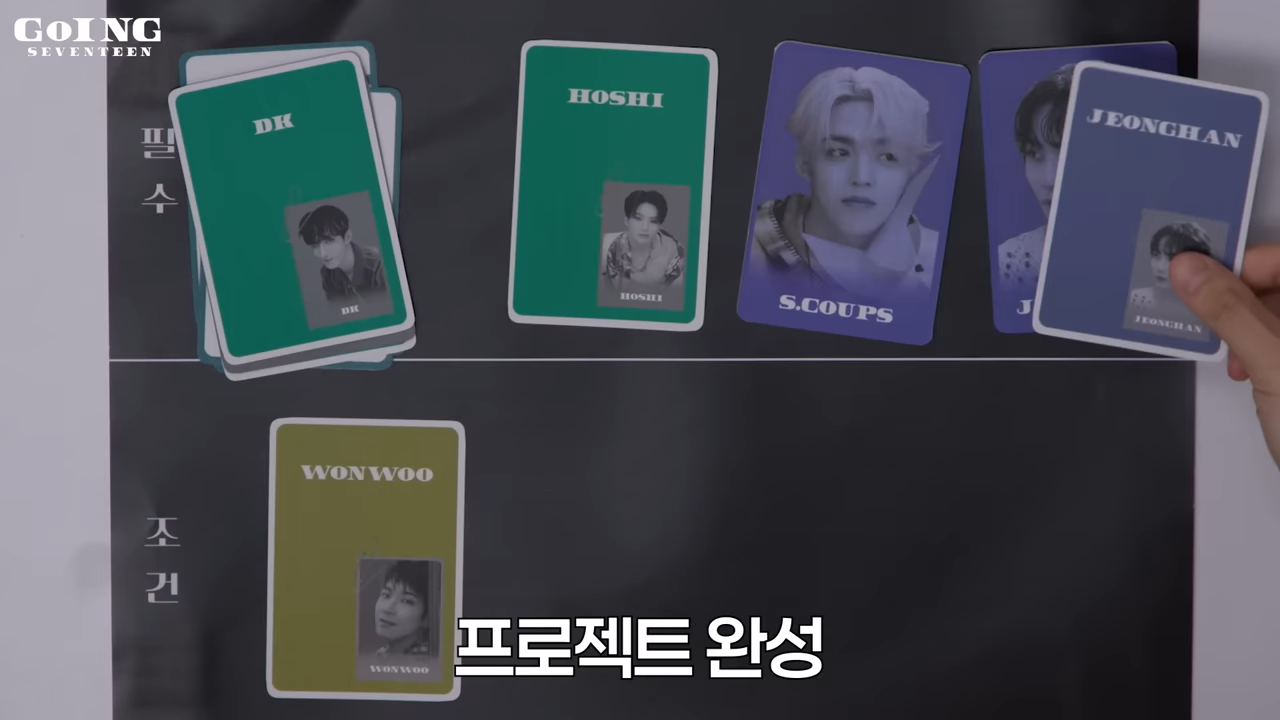 GOING
SEVENTEEN
필
수
DK
DK
HOSHI
HOSHI
S.COUPS
J
JEONGHAN
JEONGHAN
조
건
WONWOO
WONWOO
프로젝트 완성